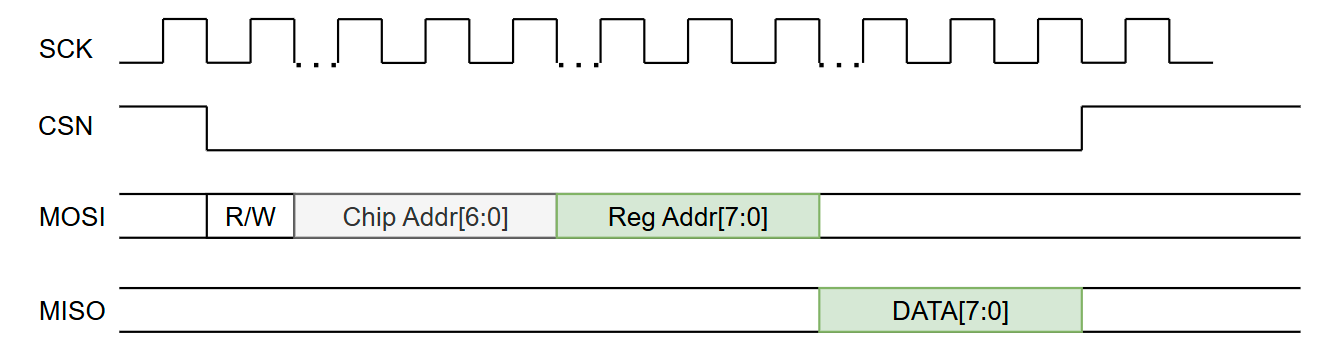 SCK
CSN
MOSI
R/W
Chip Addr[6:0]
Reg Addr[7:0]
MISO
DATA[7:0]